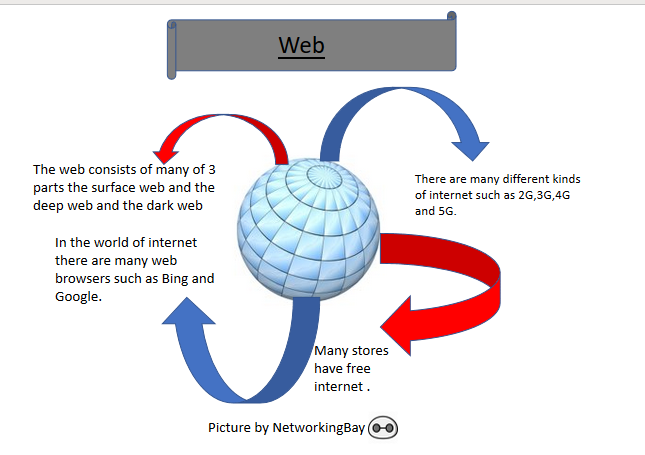 Web
The web consists of many of 3
parts the surface web and the
deep web and the dark web
There are many different kinds
of internet such as 2G,3G,4G
and 5G.
In the world of internet
there are many web
browsers such as Bing and
Google.
Many stores
have free
internet .
Picture by NetworkingBay